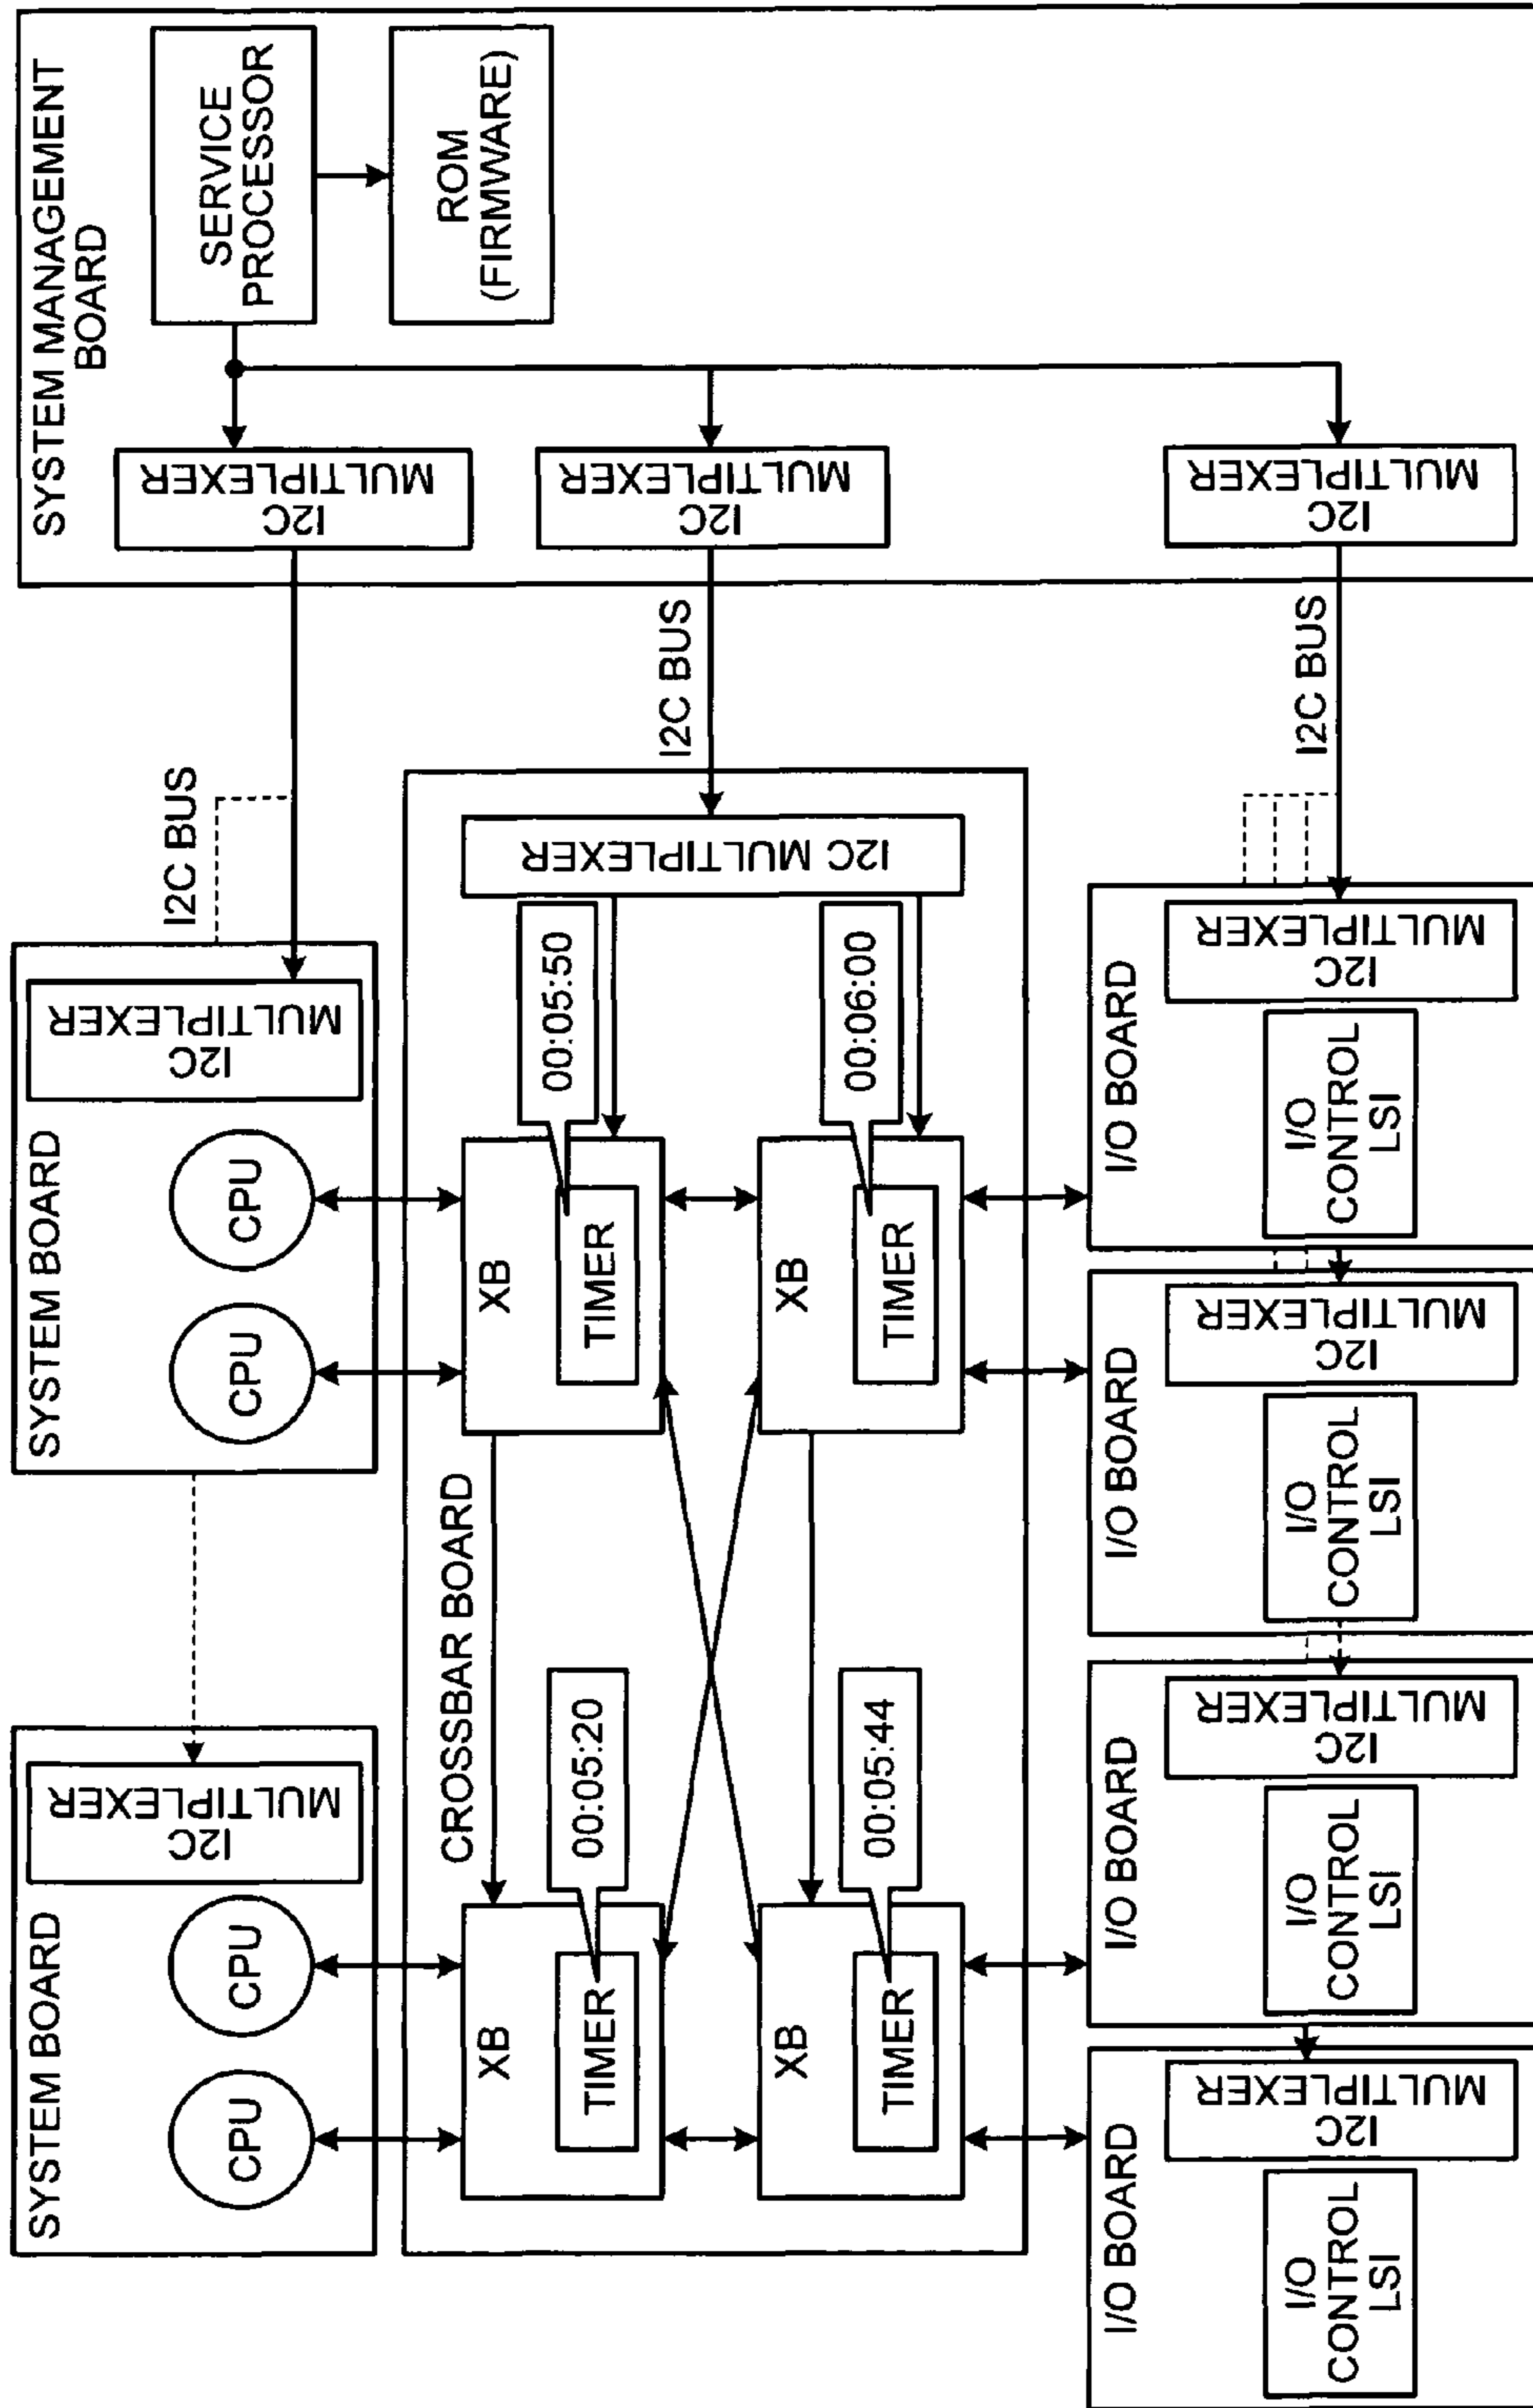 SYSTEM BOARD
CPU
CPU
I2C
MULTIPLEXER
SYSTEM BOARD
CPU
CPU
I2C
MULTIPLEXER
I2C BUS
SYSTEM MANAGEMENT
BOARD
I2C
MULTIPLEXER
SERVICE
PROCESSOR
ROM
(FIRMWARE)
I2C
MULTIPLEXER
I2C
MULTIPLEXER
CROSSBAR BOARD
XB
TIMER
00:05:20
XB
TIMER
00:05:50
I2C MULTIPLEXER
I2C BUS
XB
TIMER
00:05:44
XB
TIMER
00:06:00
I/O BOARD
I/O
CONTROL
LSI
I2C
MULTIPLEXER
I/O BOARD
I/O
CONTROL
LSI
I2C
MULTIPLEXER
I/O BOARD
I/O
CONTROL
LSI
I2C
MULTIPLEXER
I/O BOARD
I/O
CONTROL
LSI
I2C
MULTIPLEXER
I2C BUS